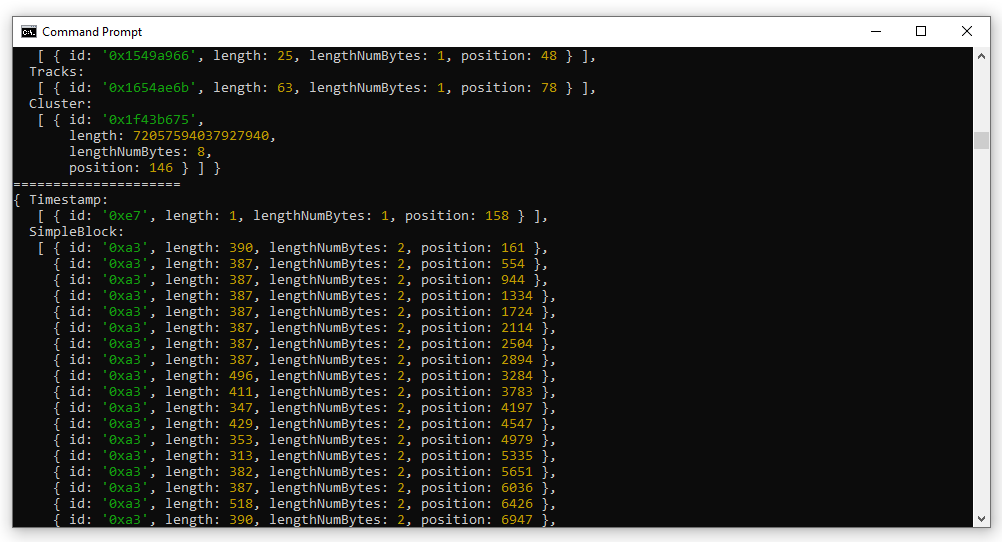 Command Prompt
[ { id: '0x1549a966', length: 25, lengthNumBytes: 1, position: 48 } ],
Tracks:
[ { id: '0x1654ae6b', length: 63, lengthNumBytes: 1, position: 78 } ],
Cluster:
[ { id: '0x1f43b675',
length: 72057594037927940,
lengthNumBytes: 8,
position: 146 } ] }
=====================
{ Timestamp:
[ { id: '0xe7', length: 1, lengthNumBytes: 1, position: 158 } ],
SimpleBlock:
[ { id: '0xa3', length: 390, lengthNumBytes: 2, position: 161 },
{ id: '0xa3', length: 387, lengthNumBytes: 2, position: 554 },
{ id: '0xa3', length: 387, lengthNumBytes: 2, position: 944 },
{ id: '0xa3', length: 387, lengthNumBytes: 2, position: 1334 },
{ id: '0xa3', length: 387, lengthNumBytes: 2, position: 1724 },
{ id: '0xa3', length: 387, lengthNumBytes: 2, position: 2114 },
{ id: '0xa3', length: 387, lengthNumBytes: 2, position: 2504 },
{ id: '0xa3', length: 387, lengthNumBytes: 2, position: 2894 },
{ id: '0xa3', length: 496, lengthNumBytes: 2, position: 3284 },
{ id: '0xa3', length: 411, lengthNumBytes: 2, position: 3783 },
{ id: '0xa3', length: 347, lengthNumBytes: 2, position: 4197 },
{ id: '0xa3', length: 429, lengthNumBytes: 2, position: 4547 },
{ id: '0xa3', length: 353, lengthNumBytes: 2, position: 4979 },
{ id: '0xa3', length: 313, lengthNumBytes: 2, position: 5335 },
{ id: '0xa3', length: 382, lengthNumBytes: 2, position: 5651 },
{ id: '0xa3', length: 387, lengthNumBytes: 2, position: 6036 },
{ id: '0xa3', length: 518, lengthNumBytes: 2, position: 6426 },
{ id: '0xa3', length: 390, lengthNumBytes: 2, position: 6947 },